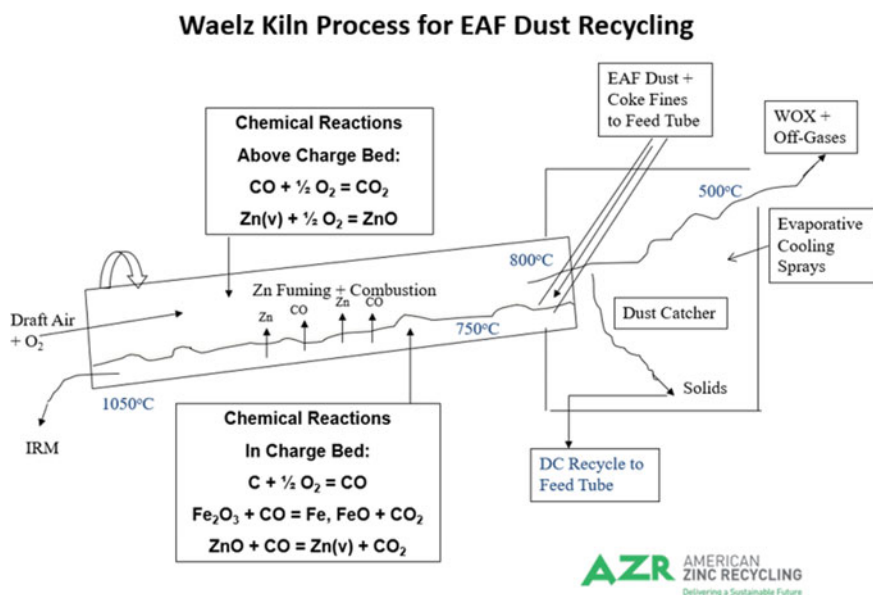 Waelz Kiln Process for EAF Dust Recycling
EAF Dust +
Coke Fines
to Feed Tube
WOX +
Off-Gases
Chemical Reactions
Above Charge Bed:
CO + ½ O₂ = CO₂
Zn(v) + ½ O₂ = ZnO
500°C
Evaporative
Cooling
Sprays
800°C
Zn Fuming + Combustion
Zn
CO
Zn
CO
Draft Air
+ O₂
750°C
Dust Catcher
1050°C
IRM
Solids
Chemical Reactions
In Charge Bed:
C + ½ O₂ = CO
Fe₂O₃ + CO = Fe, FeO + CO₂
ZnO + CO = Zn(v) + CO₂
DC Recycle to
Feed Tube
AZR
AMERICAN
ZINC RECYCLING
Delivering a Sustainable Future